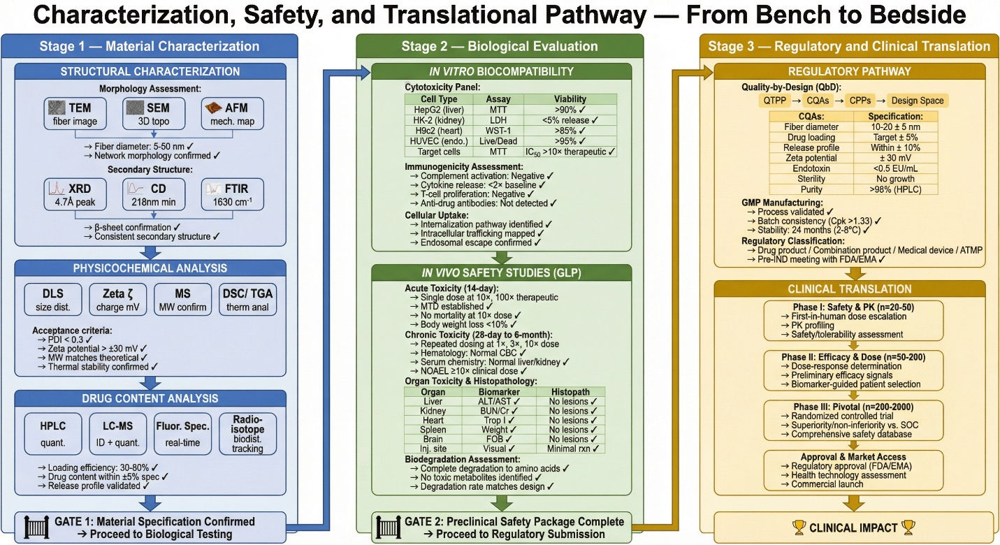 Characterization, Safety, and Translational Pathway — From Bench to Bedside
Stage 1 — Material Characterization
STRUCTURAL CHARACTERIZATION
Morphology Assessment:
TEM
fiber image
SEM
3D topo
AFM
mech. map
→ Fiber diameter: 5-50 nm ✓
→ Network morphology confirmed ✓
Secondary Structure:
XRD
4.7Å peak
CD
218nm min
FTIR
1630 cm⁻¹
→ β-sheet confirmation ✓
→ Consistent secondary structure ✓
PHYSICOCHEMICAL ANALYSIS
DLS
size dist.
Zeta ζ
charge mV
MS
MW confirm
DSC/ TGA
therm anal
Acceptance criteria:
→ PDI < 0.3 ✓
→ Zeta potential > ±30 mV ✓
→ MW matches theoretical ✓
→ Thermal stability confirmed ✓
DRUG CONTENT ANALYSIS
HPLC
quant.
LC-MS
ID + quant.
Fluor. Spec.
real-time
Radio-
isotope
biodist.
tracking
→ Loading efficiency: 30-80% ✓
→ Drug content within ±5% spec ✓
→ Release profile validated ✓
GATE 1: Material Specification Confirmed
→ Proceed to Biological Testing
Stage 2 — Biological Evaluation
IN VITRO BIOCOMPATIBILITY
Cytotoxicity Panel:
Cell Type Assay Viability
HepG2 (liver) MTT >90% ✓
HK-2 (kidney) LDH <5% release ✓
H9c2 (heart) WST-1 >85% ✓
HUVEC (endo.) Live/Dead >95% ✓
Target cells MTT IC₅₀ >10× therapeutic ✓
Immunogenicity Assessment:
→ Complement activation: Negative ✓
→ Cytokine release: <2× baseline ✓
→ T-cell proliferation: Negative ✓
→ Anti-drug antibodies: Not detected ✓
Cellular Uptake:
→ Internalization pathway identified ✓
→ Intracellular trafficking mapped ✓
→ Endosomal escape confirmed ✓
IN VIVO SAFETY STUDIES (GLP)
Acute Toxicity (14-day):
→ Single dose at 10×, 100× therapeutic
→ MTD established ✓
→ No mortality at 10× dose ✓
→ Body weight loss <10% ✓
Chronic Toxicity (28-day to 6-month):
→ Repeated dosing at 1×, 3×, 10× dose
→ Hematology: Normal CBC ✓
→ Serum chemistry: Normal liver/kidney ✓
→ NOAEL ≥10× clinical dose ✓
Organ Toxicity & Histopathology:
Organ Biomarker Histopath
Liver ALT/AST ✓ No lesions ✓
Kidney BUN/Cr ✓ No lesions ✓
Heart Trop I ✓ No lesions ✓
Spleen Weight ✓ No lesions ✓
Brain FOB ✓ No lesions ✓
Inj. site Visual ✓ Minimal rxn ✓
Biodegradation Assessment:
→ Complete degradation to amino acids ✓
→ No toxic metabolites identified ✓
→ Degradation rate matches design ✓
GATE 2: Preclinical Safety Package Complete
→ Proceed to Regulatory Submission
Stage 3 — Regulatory and Clinical Translation
REGULATORY PATHWAY
Quality-by-Design (QbD):
QTPP → CQAs → CPPs → Design Space
CQAs: Specification:
Fiber diameter 10-20 ± 5 nm
Drug loading Target ± 5%
Release profile Within ± 10%
Zeta potential ± 30 mV
Endotoxin <0.5 EU/mL
Sterility No growth
Purity >98% (HPLC)
GMP Manufacturing:
→ Process validated ✓
→ Batch consistency (Cpk >1.33) ✓
→ Stability: 24 months (2-8°C) ✓
Regulatory Classification:
→ Drug product / Combination product / Medical device / ATMP
→ Pre-IND meeting with FDA/EMA ✓
CLINICAL TRANSLATION
Phase I: Safety & PK (n=20-50)
→ First-in-human dose escalation
→ PK profiling
→ Safety/tolerability assessment
Phase II: Efficacy & Dose (n=50-200)
→ Dose-response determination
→ Preliminary efficacy signals
→ Biomarker-guided patient selection
Phase III: Pivotal (n=200-2000)
→ Randomized controlled trial
→ Superiority/non-inferiority vs. SOC
→ Comprehensive safety database
Approval & Market Access
→ Regulatory approval (FDA/EMA)
→ Health technology assessment
→ Commercial launch
CLINICAL IMPACT